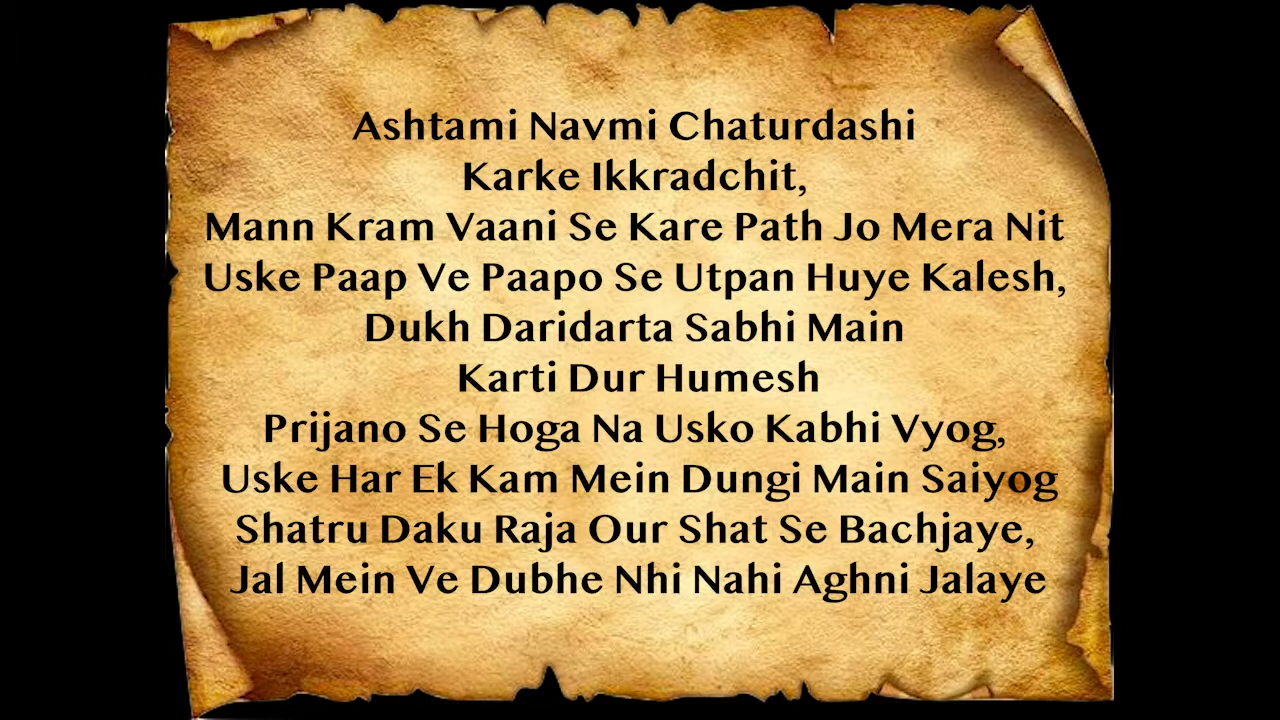 Ashtami Navmi Chaturdashi
Karke Ikkradchit,
Mann Kram Vaani Se Kare Path Jo Mera Nit
Uske Paap Ve Paapo Se Utpan Huye Kalesh,
Dukh Daridarta Sabhi Main
Karti Dur Humesh
Prijano Se Hoga Na Usko Kabhi Vyog,
Uske Har Ek Kam Mein Dungi Main Saiyog
Shatru Daku Raja Our Shat Se Bachjaye,
Jal Mein Ve Dubhe Nhi Nahi Aghni Jalaye